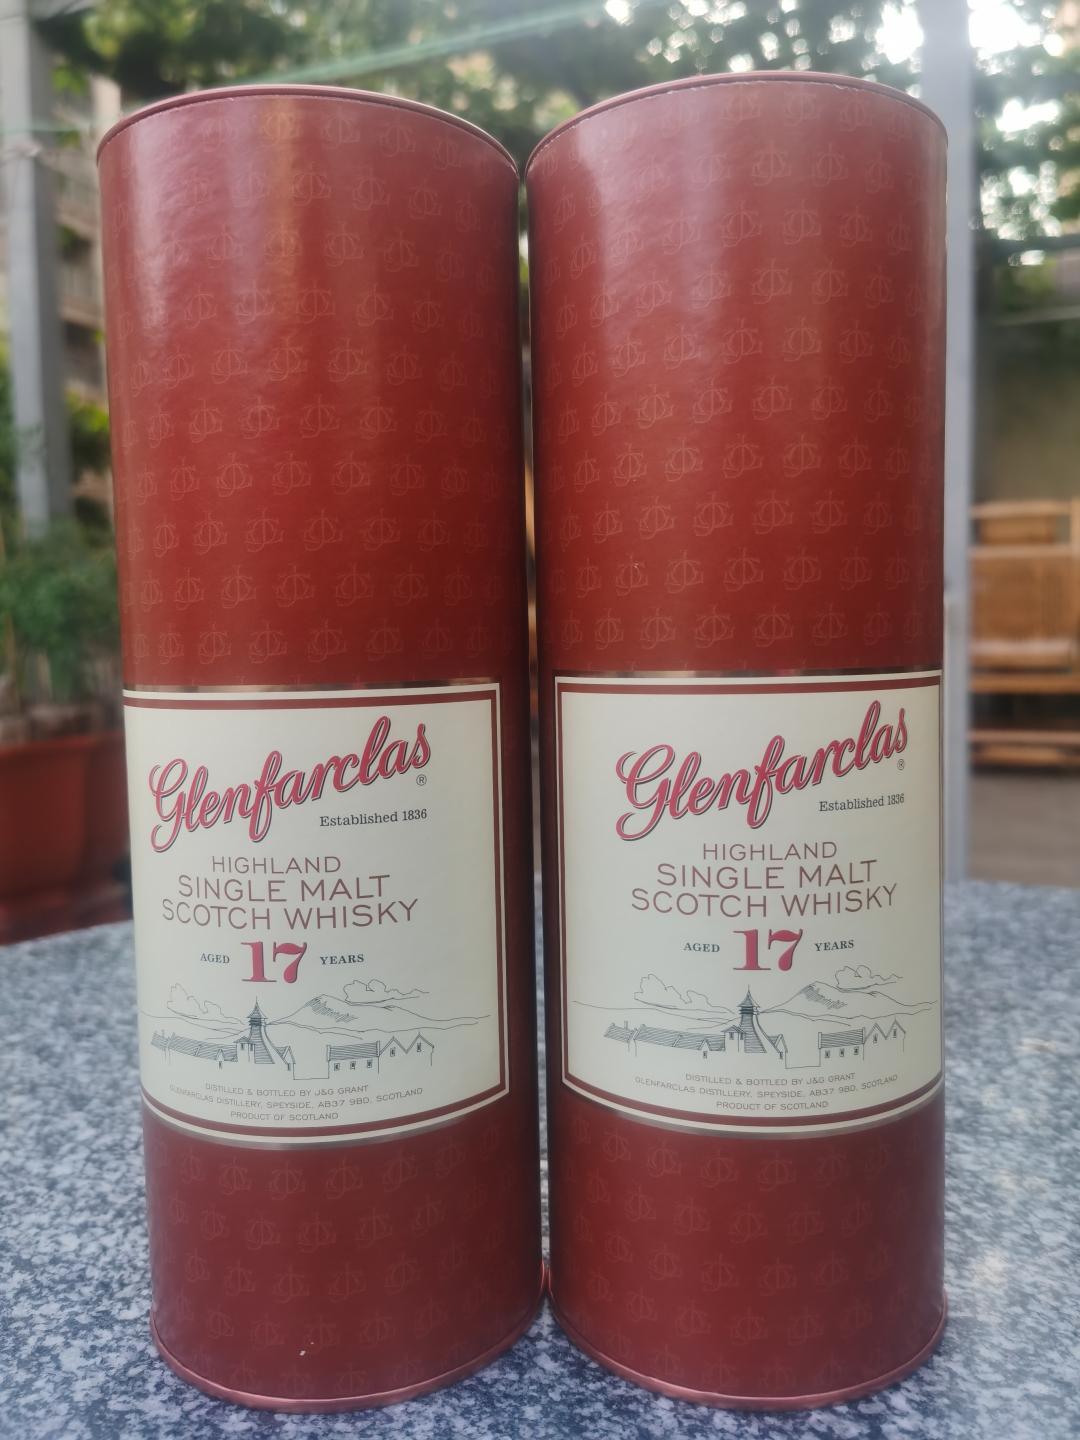 Glenfarclas
®
Established 1836
HIGHLAND
SINGLE MALT
SCOTCH WHISKY
AGED 17 YEARS
DISTILLED & BOTTLED BY J&G GRANT
GLENFARCLAS DISTILLERY, SPEYSIDE, AB37 9BD, SCOTLAND
PRODUCT OF SCOTLAND
Glenfarclas
®
Established 1836
HIGHLAND
SINGLE MALT
SCOTCH WHISKY
AGED 17 YEARS
DISTILLED & BOTTLED BY J&G GRANT
GLENFARCLAS DISTILLERY, SPEYSIDE, AB37 9BD, SCOTLAND
PRODUCT OF SCOTLAND